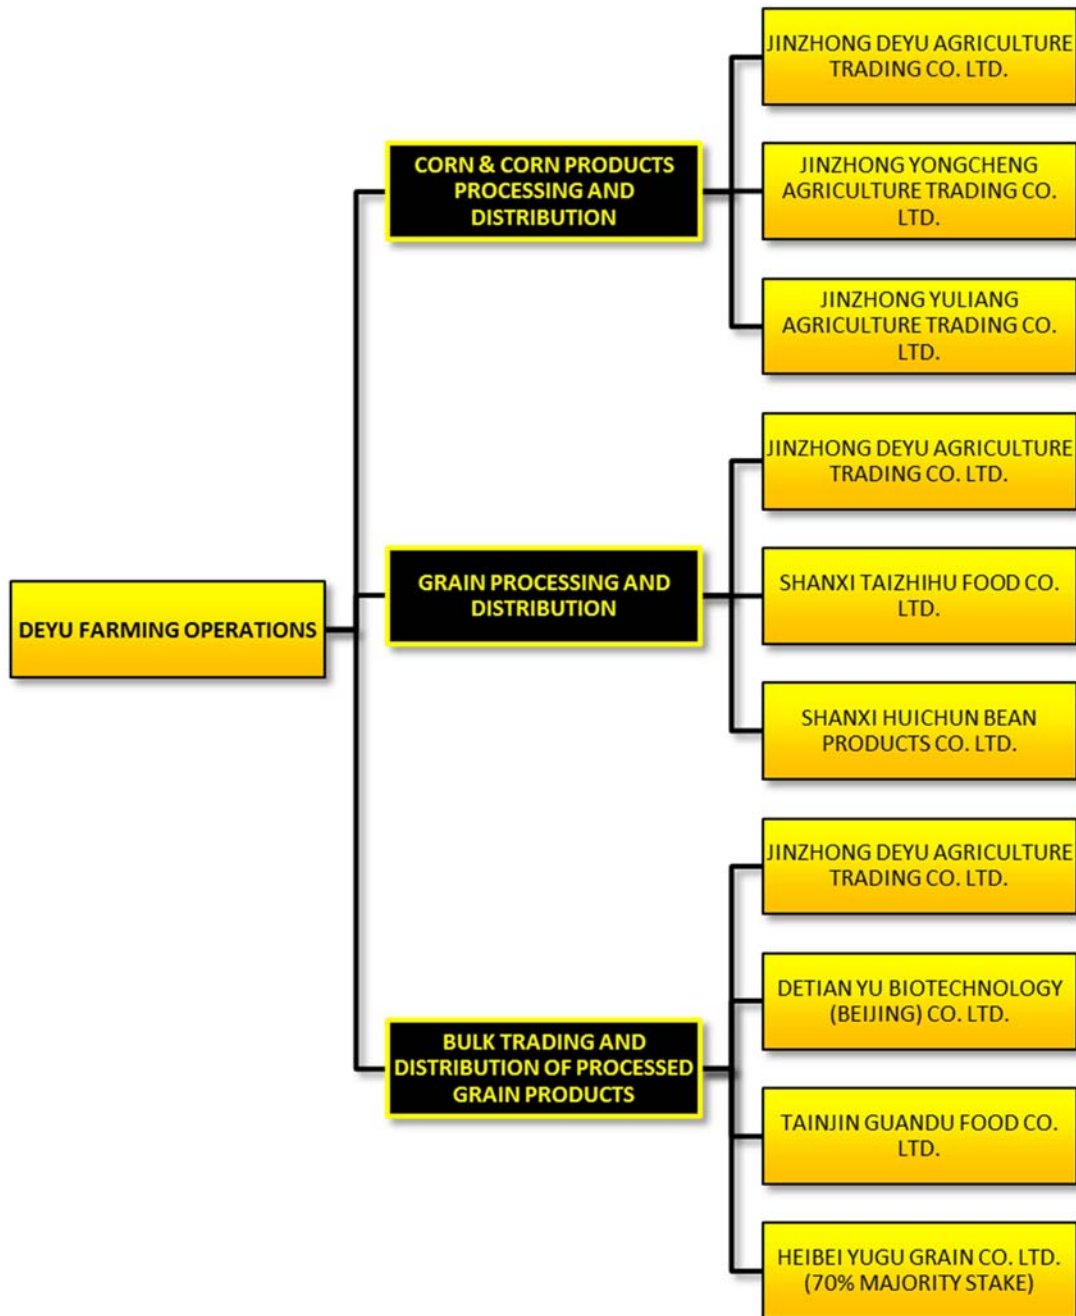 DEYU FARMING OPERATIONS
CORN & CORN PRODUCTS
PROCESSING AND
DISTRIBUTION
JINZHONG DEYU AGRICULTURE
TRADING CO. LTD.
JINZHONG YONGCHENG
AGRICULTURE TRADING CO.
LTD.
JINZHONG YULIANG
AGRICULTURE TRADING CO.
LTD.
GRAIN PROCESSING AND
DISTRIBUTION
JINZHONG DEYU AGRICULTURE
TRADING CO. LTD.
SHANXI TAIZHIHU FOOD CO.
LTD.
SHANXI HUICHUN BEAN
PRODUCTS CO. LTD.
BULK TRADING AND
DISTRIBUTION OF PROCESSED
GRAIN PRODUCTS
JINZHONG DEYU AGRICULTURE
TRADING CO. LTD.
DETIAN YU BIOTECHNOLOGY
(BEIJING) CO. LTD.
TAINJIN GUANDU FOOD CO.
LTD.
HEIBEI YUGU GRAIN CO. LTD.
(70% MAJORITY STAKE)